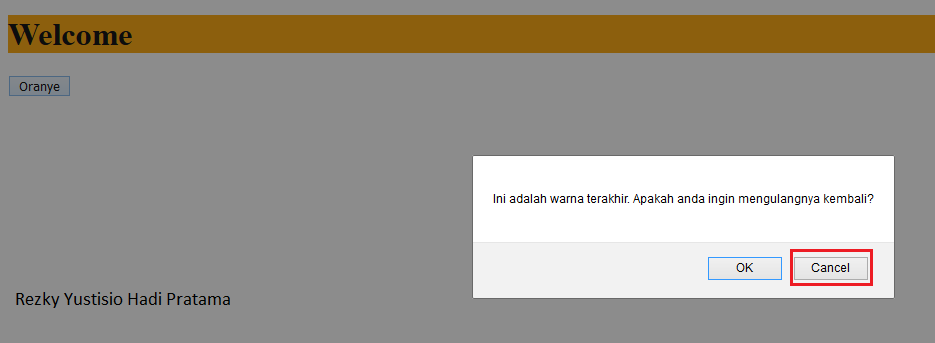 Welcome
Oranye
Ini adalah warna terakhir. Apakah anda ingin mengulangnya kembali?
OK Cancel
Rezky Yustisio Hadi Pratama